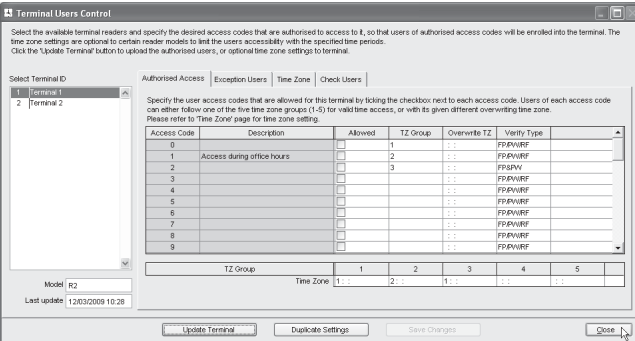 Terminal Users Control
Select the available terminal readers and specify the desired access codes that are authorised to access to it, so that users of authorised access codes will be enrolled into the terminal. The
time zone settings are optional to certain reader models to limit the users accessibility with the specified time periods.
Click the 'Update Terminal' button to upload the authorised users, or optional time zone settings to terminal.
Select Terminal ID
1 Terminal 1
2 Terminal 2
Authorised Access Exception Users Time Zone Check Users
Specify the user access codes that are allowed for this terminal by ticking the checkbox next to each access code. Users of each access code
can either follow one of the five time zone groups (1-5) for valid time access, or with its given different overwriting time zone.
Please refer to 'Time Zone' page for time zone setting.
Access Code Description Allowed TZ Group Overwrite TZ Verify Type
0 1 : : FP/PW/RF
1 Access during office hours 2 : : FP/PW/RF
2 3 : : FP&PW
3 : : FP/PW/RF
4 : : FP/PW/RF
5 : : FP/PW/RF
6 : : FP/PW/RF
7 : : FP/PW/RF
8 : : FP/PW/RF
9 : : FP/PW/RF
TZ Group 1 2 3 4 5
Time Zone 1 : : 2 : : 1 : : : : : :
Model R2
Last update 12/03/2009 10:28
Update Terminal Duplicate Settings Save Changes Close